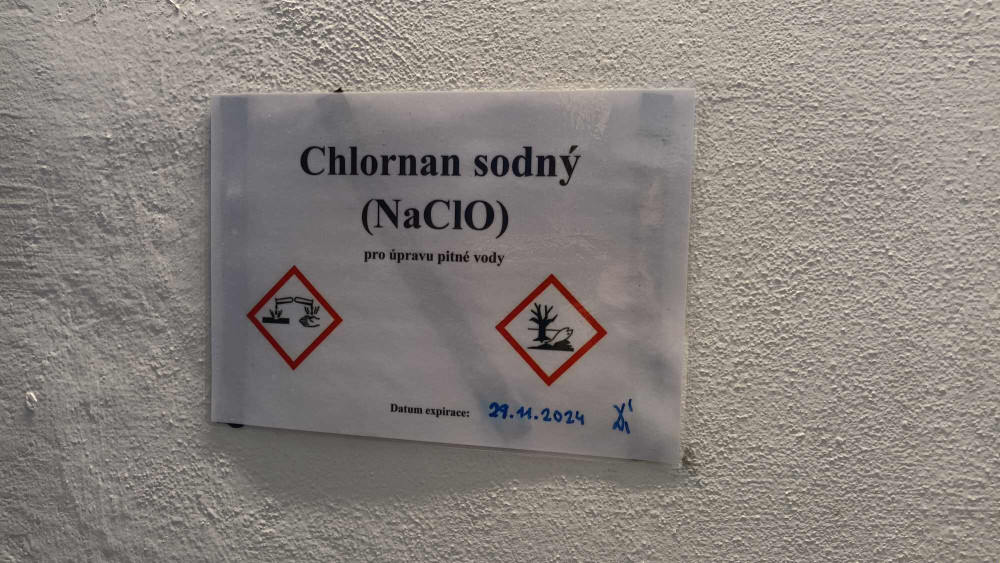 Chlornan sodný
(NaClO)
pro úpravu pitné vody
Datum expirace: 29.11.2024